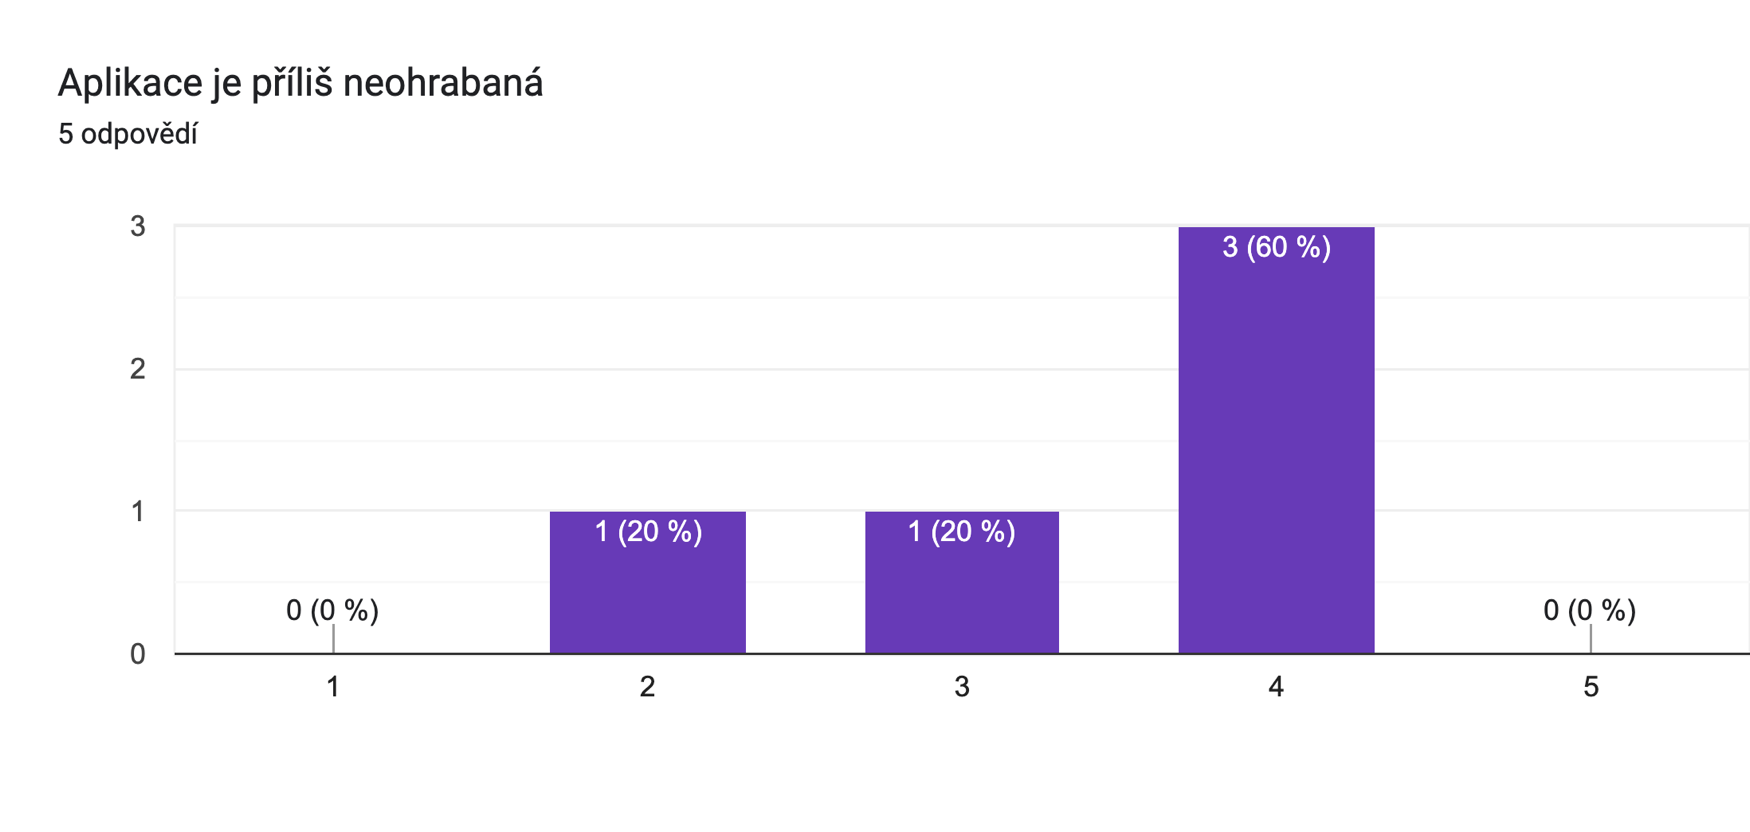 Aplikace je příliš neohrabaná
5 odpovědí
3
3 (60 %)
2
1
1 (20 %)
1 (20 %)
0 (0 %)
0 (0 %)
0
1
2
3
4
5